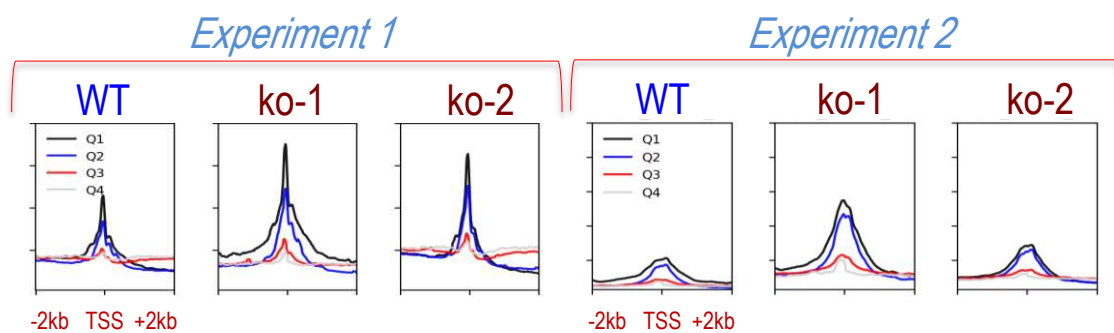 Experiment 1
Experiment 2
WT
ko-1
ko-2
WT
ko-1
ko-2
Q1
Q2
Q3
Q4
Q1
Q2
Q3
Q4
-2kb TSS +2kb
-2kb TSS +2kb